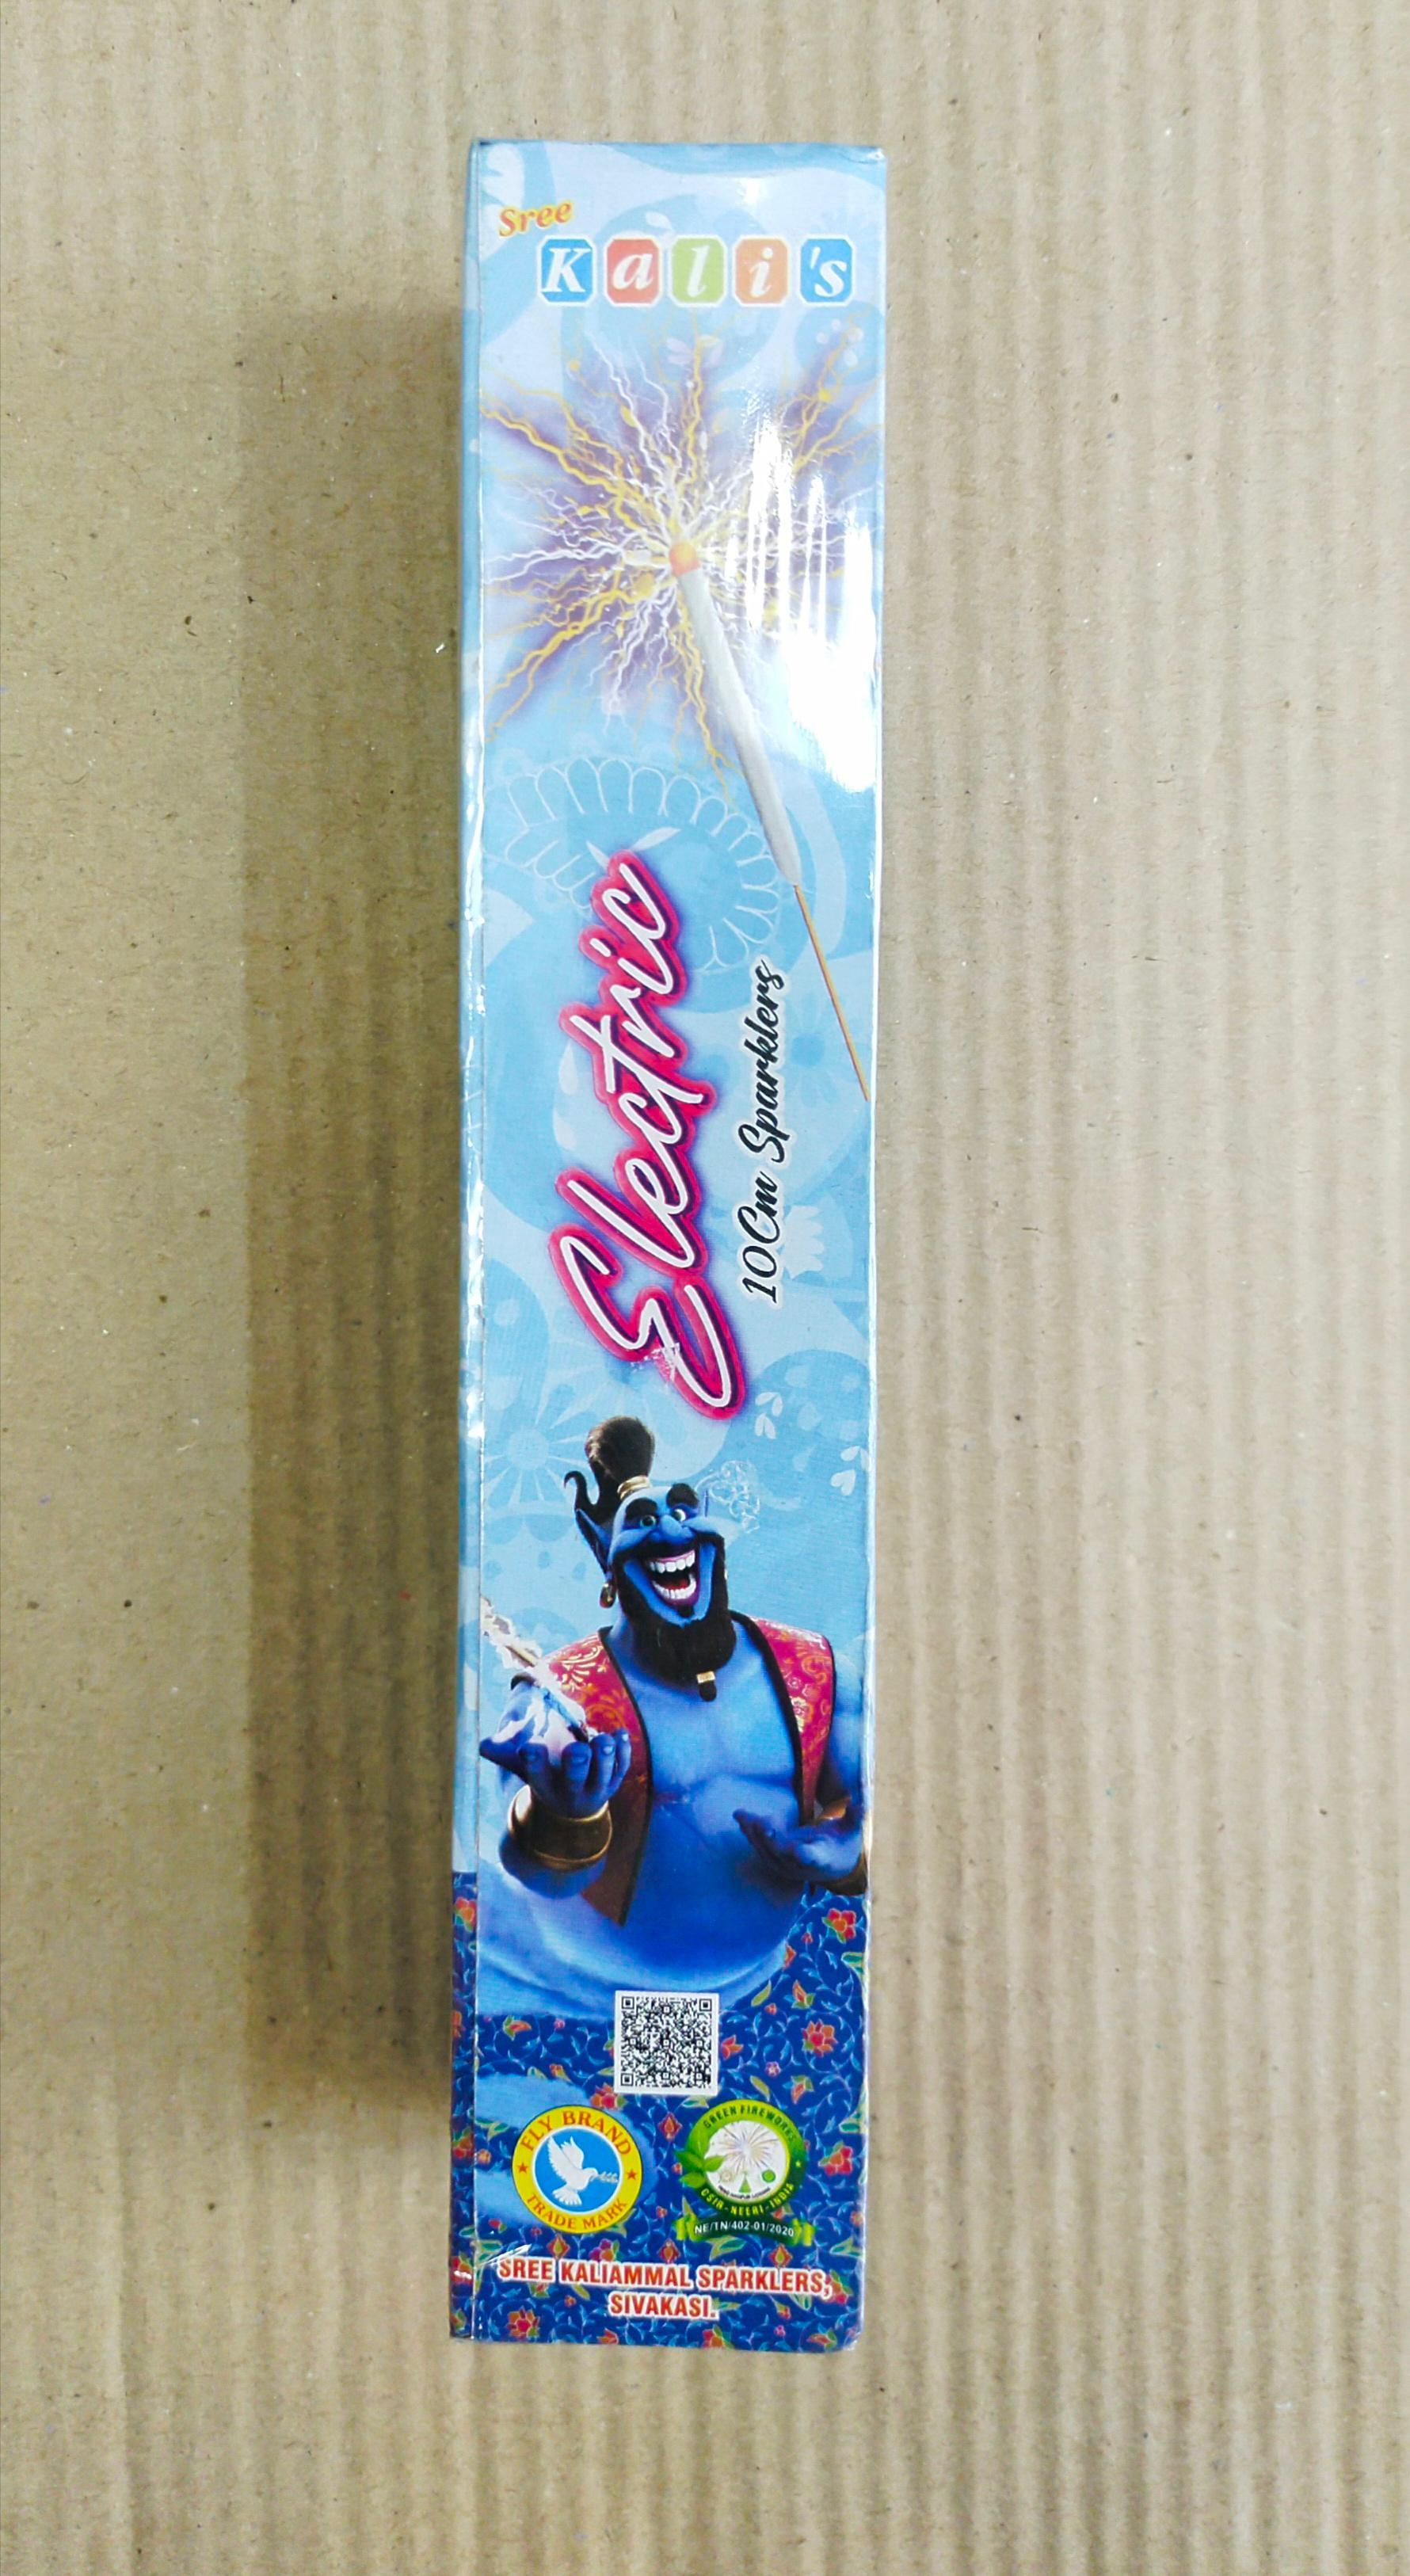 Sree
Kali's
Electric
10Cm Sparklers
FLY BRAND
TRADE MARK
GREEN FIREWORKS
CSIR-NEERI-INDIA
NE/TN/402-01/2020
SREE KALIAMMAL SPARKLERS,
SIVAKASI.